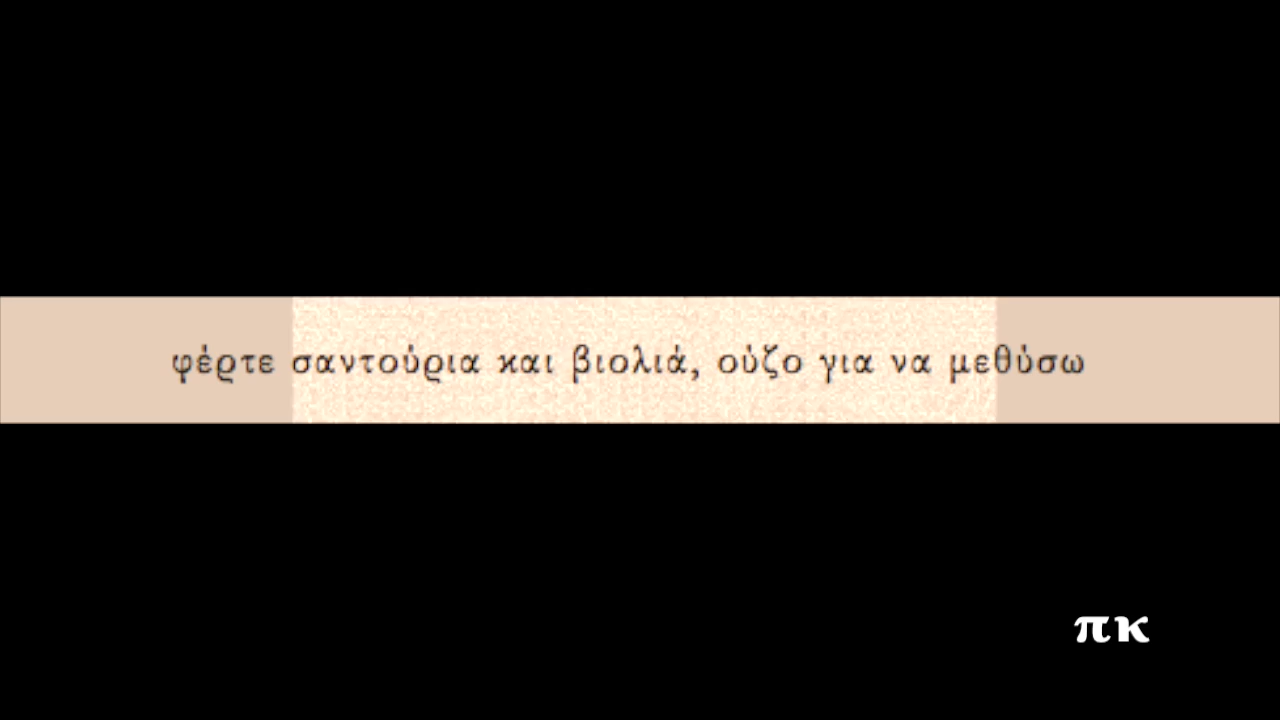 φέρτε σαντούρια και βιολιά, ούζο για να μεθύσω
πκ